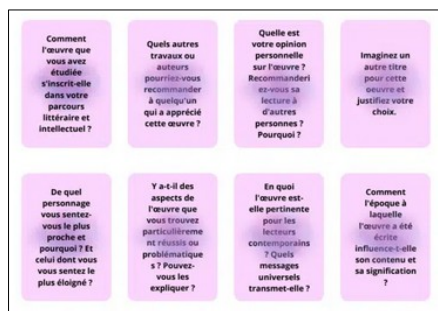 Comment
l'œuvre que
vous avez
étudiée
s'inscrit-elle
dans votre
parcours
littéraire et
intellectuel ?
Quels autres
travaux ou
auteurs
pourriez-vous
recommander
à quelqu'un
qui a apprécié
cette œuvre ?
Quelle est
votre opinion
personnelle
sur l'œuvre ?
Recommanderi
ez-vous sa
lecture à
d'autres
personnes ?
Pourquoi ?
Imaginez un
autre titre
pour cette
oeuvre et
justifiez votre
choix.
De quel
personnage
vous sentez-
vous le plus
proche et
pourquoi ? Et
celui dont vous
vous sentez le
plus éloigné ?
Y a-t-il des
aspects de
l'œuvre que
vous trouvez
particulièreme
nt réussis ou
problématique
s ? Pouvez-
vous les
expliquer ?
En quoi
l'œuvre est-
elle pertinente
pour les
lecteurs
contemporains
? Quels
messages
universels
transmet-elle ?
Comment
l'époque à
laquelle
l'œuvre a été
écrite
influence-t-elle
son contenu et
sa signification
?